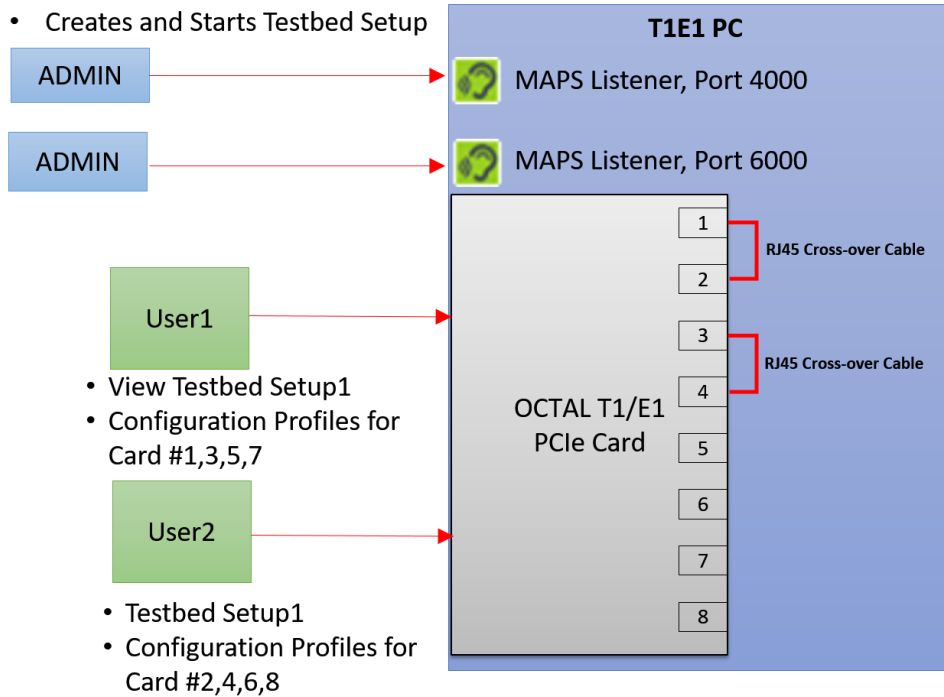 • Creates and Starts Testbed Setup
T1E1 PC
ADMIN
MAPS Listener, Port 4000
ADMIN
MAPS Listener, Port 6000
1
RJ45 Cross-over Cable
2
User1
3
RJ45 Cross-over Cable
4
• View Testbed Setup1
• Configuration Profiles for
Card #1,3,5,7
OCTAL T1/E1
PCIe Card
5
6
User2
7
8
• Testbed Setup1
• Configuration Profiles for
Card #2,4,6,8